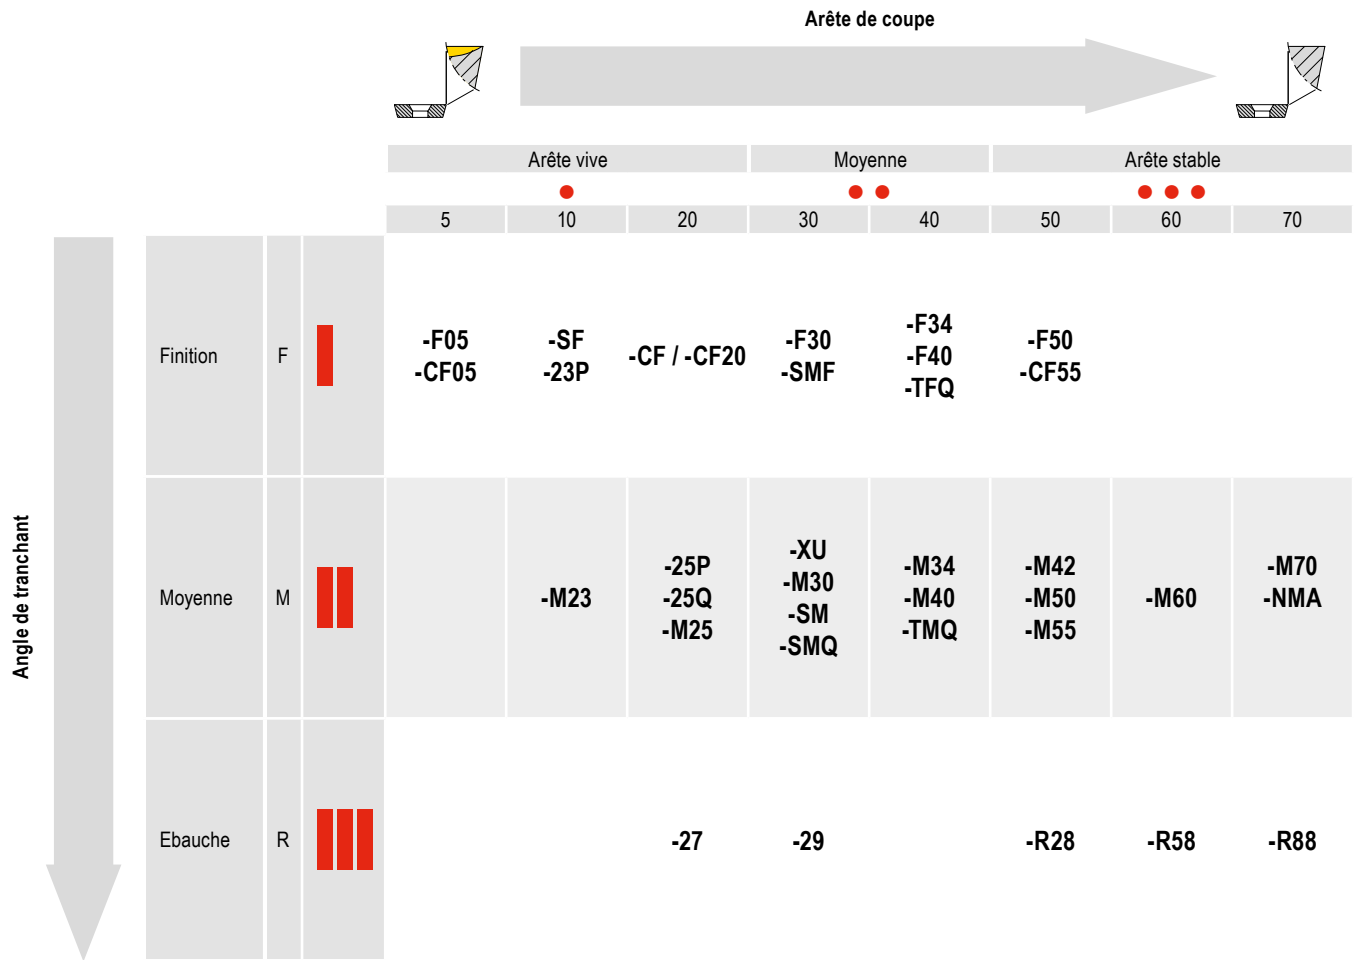 Arête de coupe
Arête vive
Moyenne
Arête stable
5 10 20 30 40 50 60 70
Angle de tranchant
Finition F
-F05
-CF05
-SF
-23P
-CF / -CF20
-F30
-SMF
-F34
-F40
-TFQ
-F50
-CF55
Moyenne M
-M23
-25P
-25Q
-M25
-XU
-M30
-SM
-SMQ
-M34
-M40
-TMQ
-M42
-M50
-M55
-M60
-M70
-NMA
Ebauche R
-27
-29
-R28
-R58
-R88